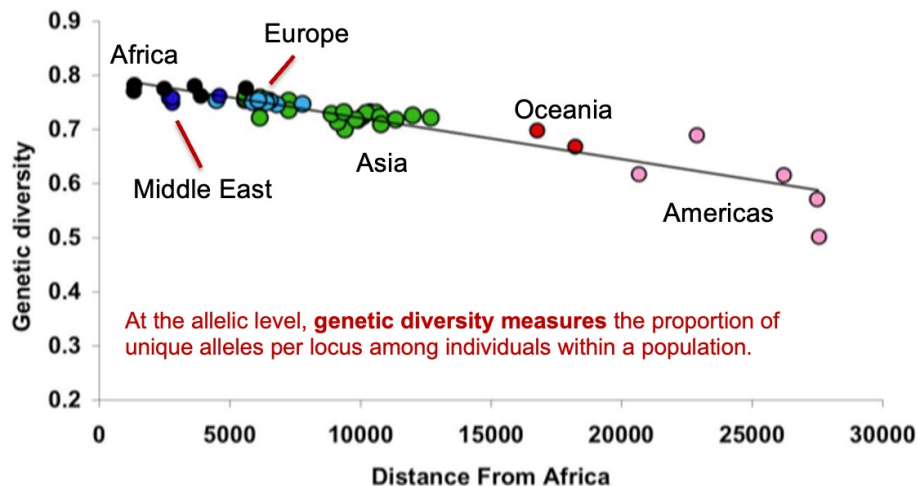 0.9
0.8
0.7
0.6
0.5
0.4
0.3
0.2
Genetic diversity
Africa
Europe
Middle East
Asia
Oceania
Americas
At the allelic level, genetic diversity measures the proportion of
unique alleles per locus among individuals within a population.
0 5000 10000 15000 20000 25000 30000
Distance From Africa